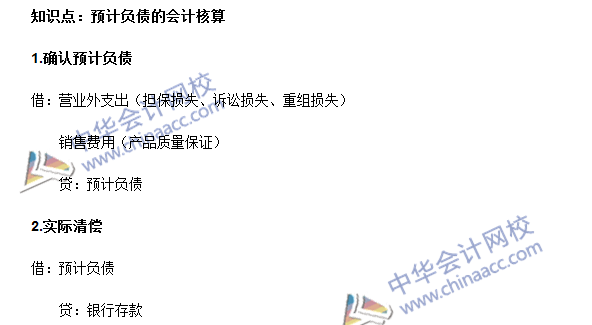 知识点：预计负债的会计核算
1.确认预计负债
借：营业外支出（担保损失、诉讼损失、重组损失）
销售费用（产品质量保证）
贷：预计负债
2.实际清偿
借：预计负债
贷：银行存款
中华会计网校
www.chinaacc.com
中华会计网校
www.chinaacc.com